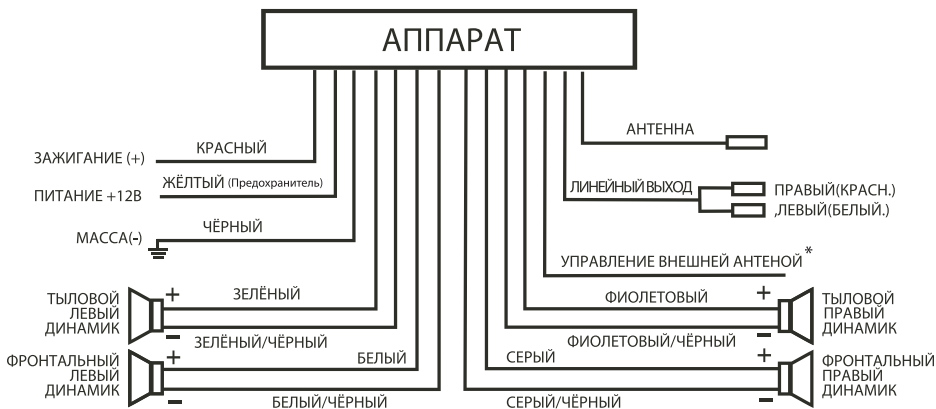 АППАРАТ
ЗАЖИГАНИЕ (+)
КРАСНЫЙ
ПИТАНИЕ +12В
ЖЁЛТЫЙ (Предохранитель)
МАССА(-)
ЧЁРНЫЙ
ТЫЛОВОЙ
ЛЕВЫЙ
ДИНАМИК
+
ЗЕЛЁНЫЙ
-
ЗЕЛЁНЫЙ/ЧЁРНЫЙ
ФРОНТАЛЬНЫЙ
ЛЕВЫЙ
ДИНАМИК
+
БЕЛЫЙ
-
БЕЛЫЙ/ЧЁРНЫЙ
АНТЕННА
ЛИНЕЙНЫЙ ВЫХОД
ПРАВЫЙ(КРАСН.)
,ЛЕВЫЙ(БЕЛЫЙ.)
УПРАВЛЕНИЕ ВНЕШНЕЙ АНТЕНОЙ*
ФИОЛЕТОВЫЙ
+
ФИОЛЕТОВЫЙ/ЧЁРНЫЙ
-
ТЫЛОВОЙ
ПРАВЫЙ
ДИНАМИК
СЕРЫЙ
+
СЕРЫЙ/ЧЁРНЫЙ
-
ФРОНТАЛЬНЫЙ
ПРАВЫЙ
ДИНАМИК